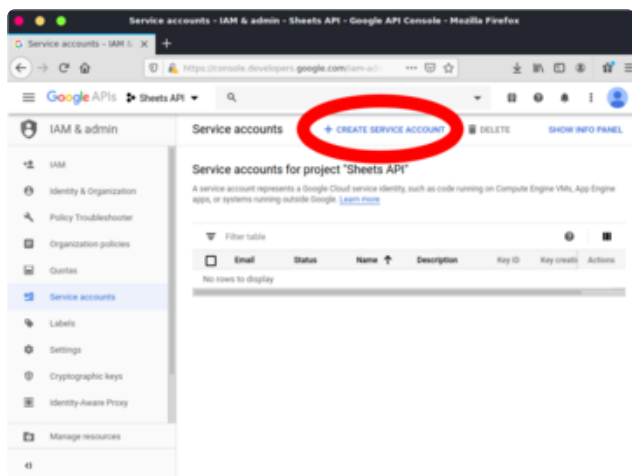 Service accounts - IAM & admin - Sheets API - Google API Console - Mozilla Firefox
Service accounts - IAM &
https://console.developers.google.com/iam-ad
Google APIs Sheets API
IAM & admin
Service accounts
+ CREATE SERVICE ACCOUNT
DELETE
SHOW INFO PANEL
IAM
Identity & Organization
Policy Troubleshooter
Organization policies
Quotas
Service accounts
Labels
Settings
Cryptographic keys
Identity-Aware Proxy
Manage resources
Service accounts for project "Sheets API"
A service account represents a Google Cloud service identity, such as code running on Compute Engine VMs, App Engine
apps, or systems running outside Google. Learn more
Filter table
Email Status Name Description Key ID Key creatio Actions
No rows to display